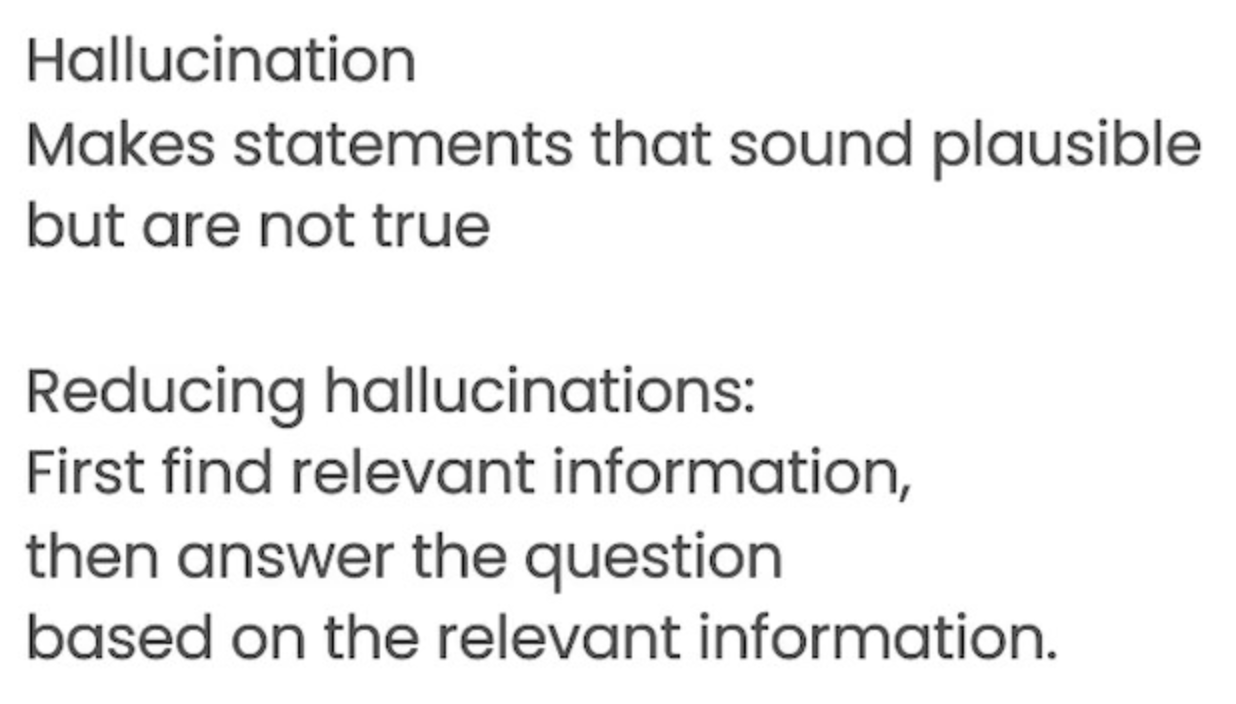 Hallucination
Makes statements that sound plausible
but are not true
Reducing hallucinations:
First find relevant information,
then answer the question
based on the relevant information.